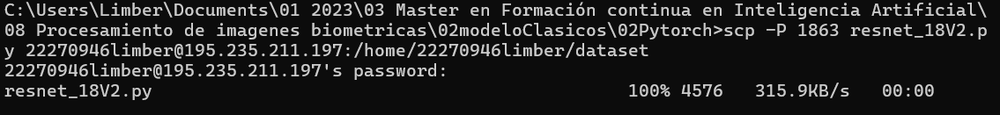 C:\Users\Limber\Documents\01 2023\03 Master en Formación continua en Inteligencia Artificial\
08 Procesamiento de imagenes biometricas\02modeloClasicos\02Pytorch>scp -P 1863 resnet_18V2.p
y 22270946limber@195.235.211.197:/home/22270946limber/dataset
22270946limber@195.235.211.197's password:
resnet_18V2.py 100% 4576 315.9KB/s 00:00